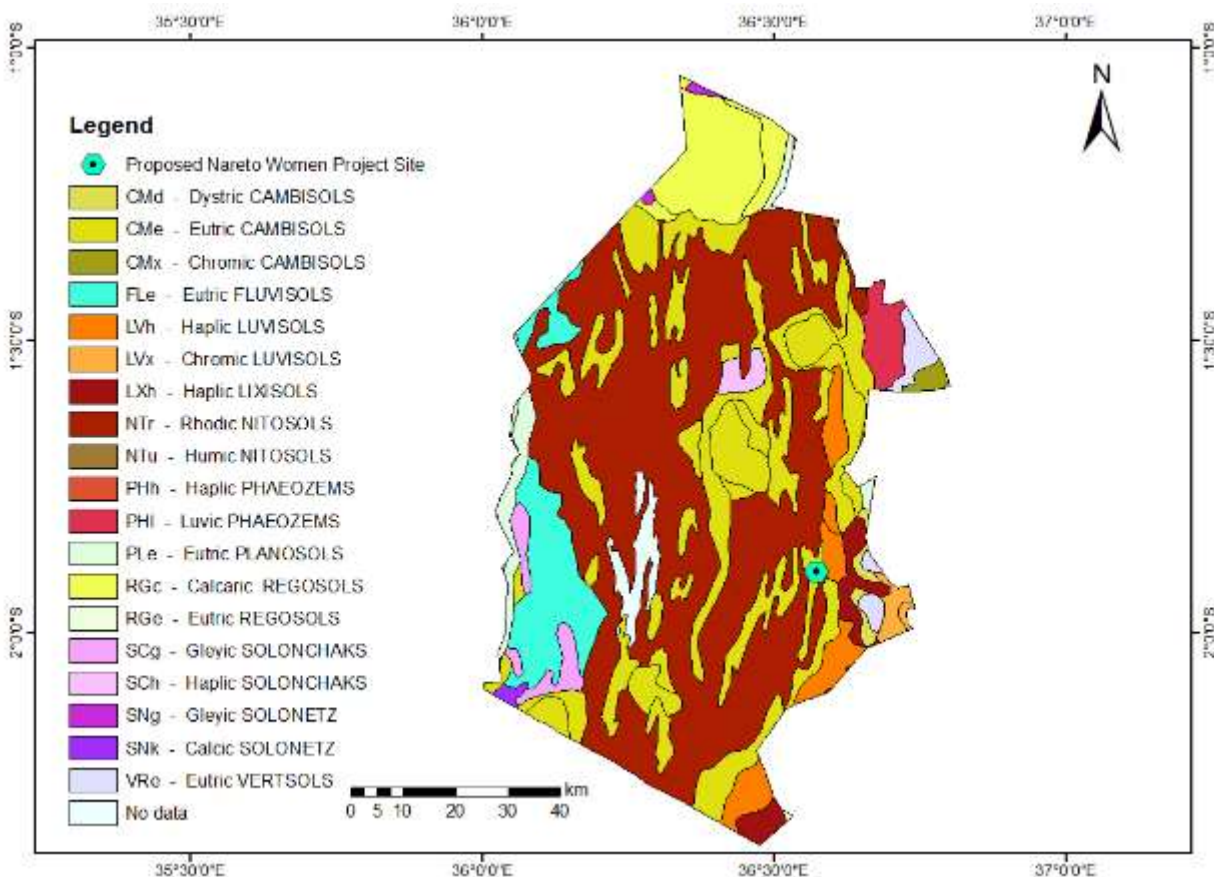 35°30'0"E 36°0'0"E 36°30'0"E 37°0'0"E
1°0'0"S 1°0'0"S
N
Legend
Proposed Nareto Women Project Site
CMd - Dystric CAMBISOLS
CMe - Eutric CAMBISOLS
CMx - Chromic CAMBISOLS
FLe - Eutric FLUVISOLS
LVh - Haplic LUVISOLS
1°30'0"S 1°30'0"S
LVx - Chromic LUVISOLS
LXh - Haplic LIXISOLS
NTr - Rhodic NITOSOLS
NTu - Humic NITOSOLS
PHh - Haplic PHAEOZEMS
PHl - Luvic PHAEOZEMS
PLe - Eutric PLANOSOLS
RGc - Calcaric REGOSOLS
RGe - Eutric REGOSOLS
2°0'0"S 2°0'0"S
SCg - Gleyic SOLONCHAKS
SCh - Haplic SOLONCHAKS
SNg - Gleyic SOLONETZ
SNk - Calcic SOLONETZ
VRe - Eutric VERTSOLS
No data
km
0 5 10 20 30 40
35°30'0"E 36°0'0"E 36°30'0"E 37°0'0"E